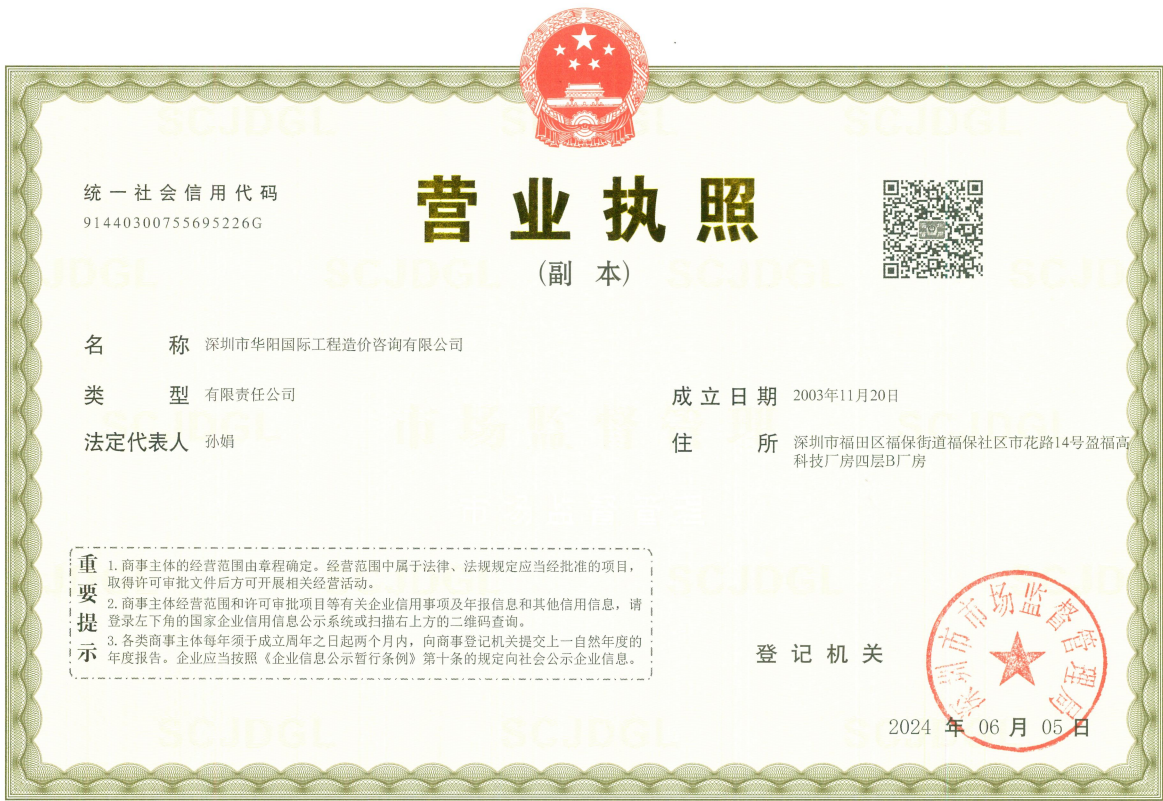 统一社会信用代码
91440300755695226G
营业执照
(副 本)
名 称 深圳市华阳国际工程造价咨询有限公司
类 型 有限责任公司
法定代表人 孙娟
成立日期 2003年11月20日
住 所 深圳市福田区福保街道福保社区市花路14号盈福高
科技厂房四层B厂房
重要提示
1. 商事主体的经营范围由章程确定。经营范围中属于法律、法规规定应当经批准的项目，
取得许可审批文件后方可开展相关经营活动。
2. 商事主体经营范围和许可审批项目等有关企业信用事项及年报信息和其他信用信息，请
登录左下角的国家企业信用信息公示系统或扫描右上方的二维码查询。
3. 各类商事主体每年须于成立周年之日起两个月内，向商事登记机关提交上一自然年度的
年度报告。企业应当按照《企业信息公示暂行条例》第十条的规定向社会公示企业信息。
登记机关
深圳市市场监督管理局
2024 年 06 月 05 日
SCJDGL